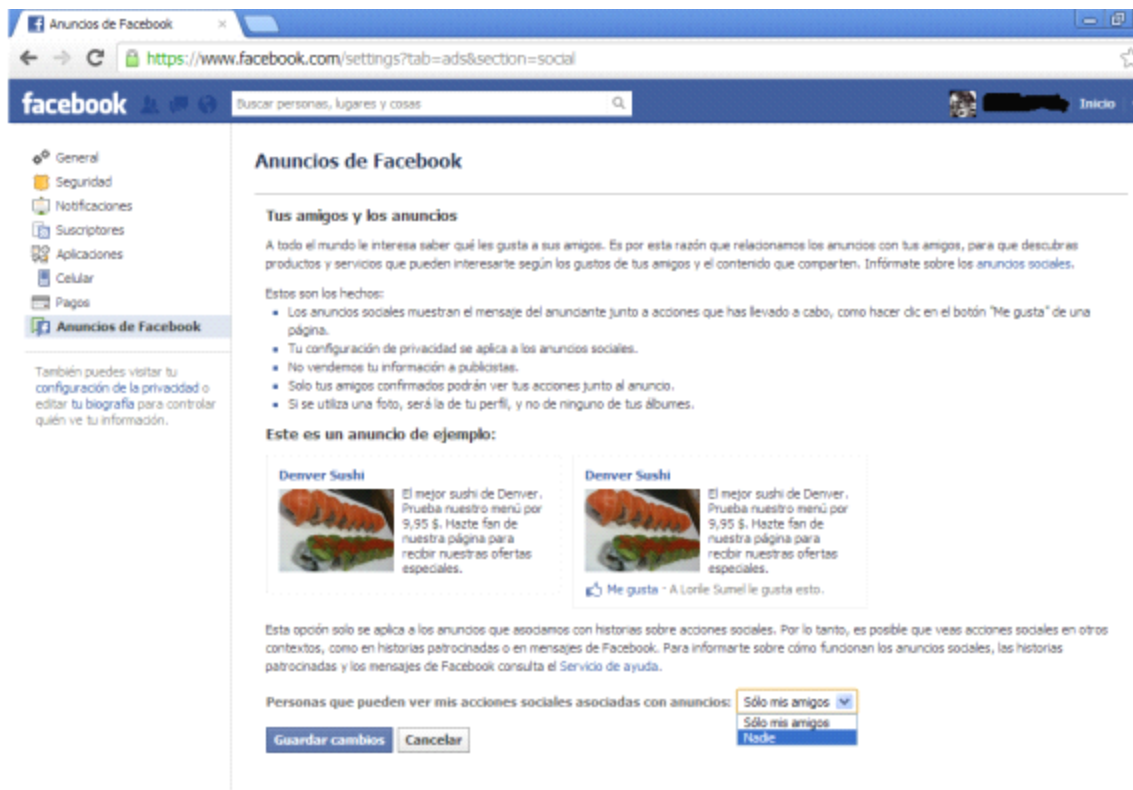 Anuncios de Facebook
https://www.facebook.com/settings?tab=ads&section=social
facebook
Buscar personas, lugares y cosas
Inicio
General
Seguridad
Notificaciones
Suscriptores
Aplicaciones
Celular
Pagos
Anuncios de Facebook
También puedes visitar tu
configuración de la privacidad o
editar tu biografía para controlar
quién ve tu información.
Anuncios de Facebook
Tus amigos y los anuncios
A todo el mundo le interesa saber qué les gusta a sus amigos. Es por esta razón que relacionamos los anuncios con tus amigos, para que descubras
productos y servicios que pueden interesarte según los gustos de tus amigos y el contenido que comparten. Infórmate sobre los anuncios sociales.
Estos son los hechos:
Los anuncios sociales muestran el mensaje del anunciante junto a acciones que has llevado a cabo, como hacer clic en el botón "Me gusta" de una
página.
Tu configuración de privacidad se aplica a los anuncios sociales.
No vendemos tu información a publicistas.
Solo tus amigos confirmados podrán ver tus acciones junto al anuncio.
Si se utiliza una foto, será la de tu perfil, y no de ninguno de tus álbumes.
Este es un anuncio de ejemplo:
Denver Sushi
El mejor sushi de Denver.
Prueba nuestro menú por
9,95 $. Hazte fan de
nuestra página para
recibir nuestras ofertas
especiales.
Denver Sushi
El mejor sushi de Denver.
Prueba nuestro menú por
9,95 $. Hazte fan de
nuestra página para
recibir nuestras ofertas
especiales.
Me gusta - A Lorile Sumel le gusta esto.
Esta opción solo se aplica a los anuncios que asociamos con historias sobre acciones sociales. Por lo tanto, es posible que veas acciones sociales en otros
contextos, como en historias patrocinadas o en mensajes de Facebook. Para informarte sobre cómo funcionan los anuncios sociales, las historias
patrocinadas y los mensajes de Facebook consulta el Servicio de ayuda.
Personas que pueden ver mis acciones sociales asociadas con anuncios: Sólo mis amigos
Sólo mis amigos
Nadie
Guardar cambios Cancelar